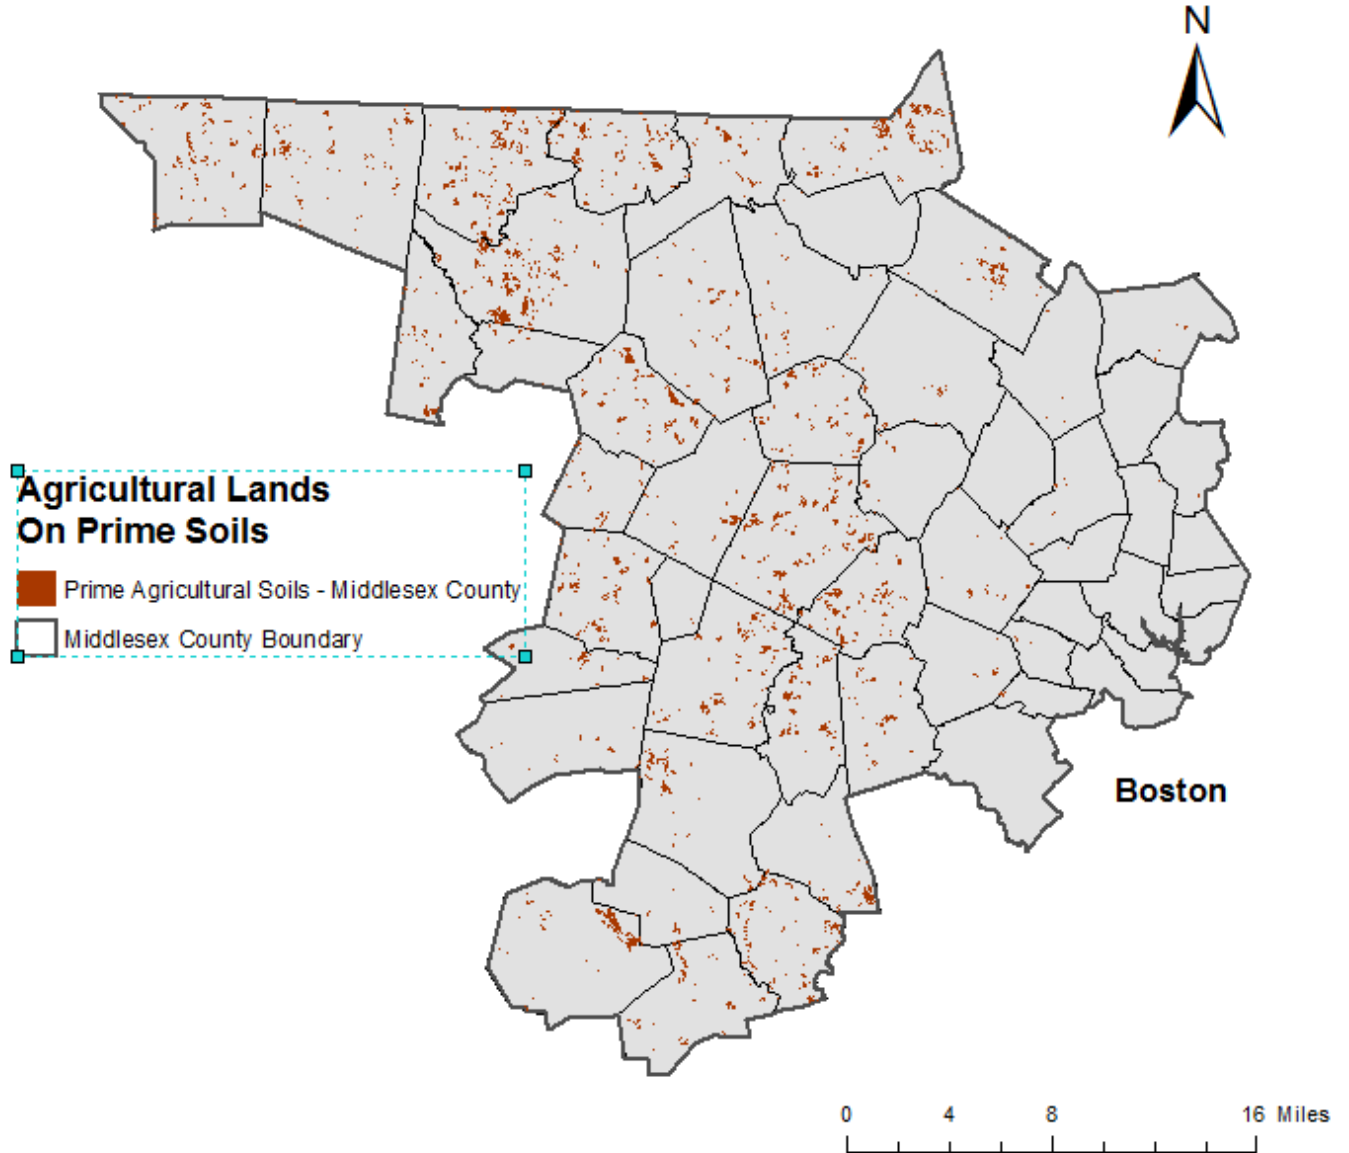 N
Agricultural Lands
On Prime Soils
Prime Agricultural Soils - Middlesex County
Middlesex County Boundary
Boston
0 4 8 16 Miles